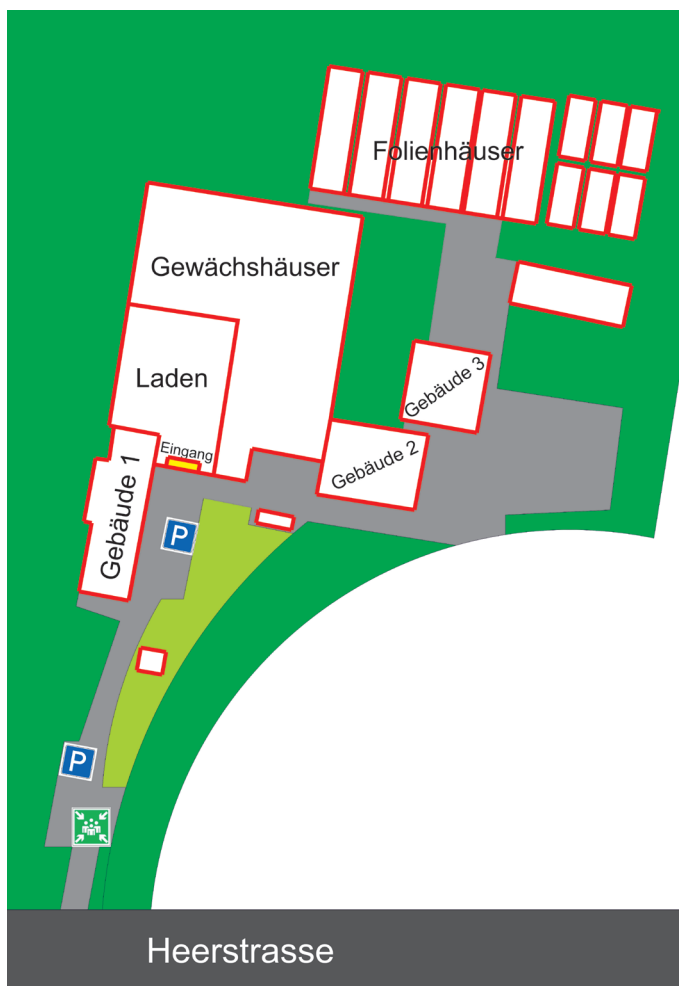 Folienhäuser
Gewächshäuser
Laden
Gebäude 3
Eingang
Gebäude 2
Gebäude 1
P
P
Heerstrasse